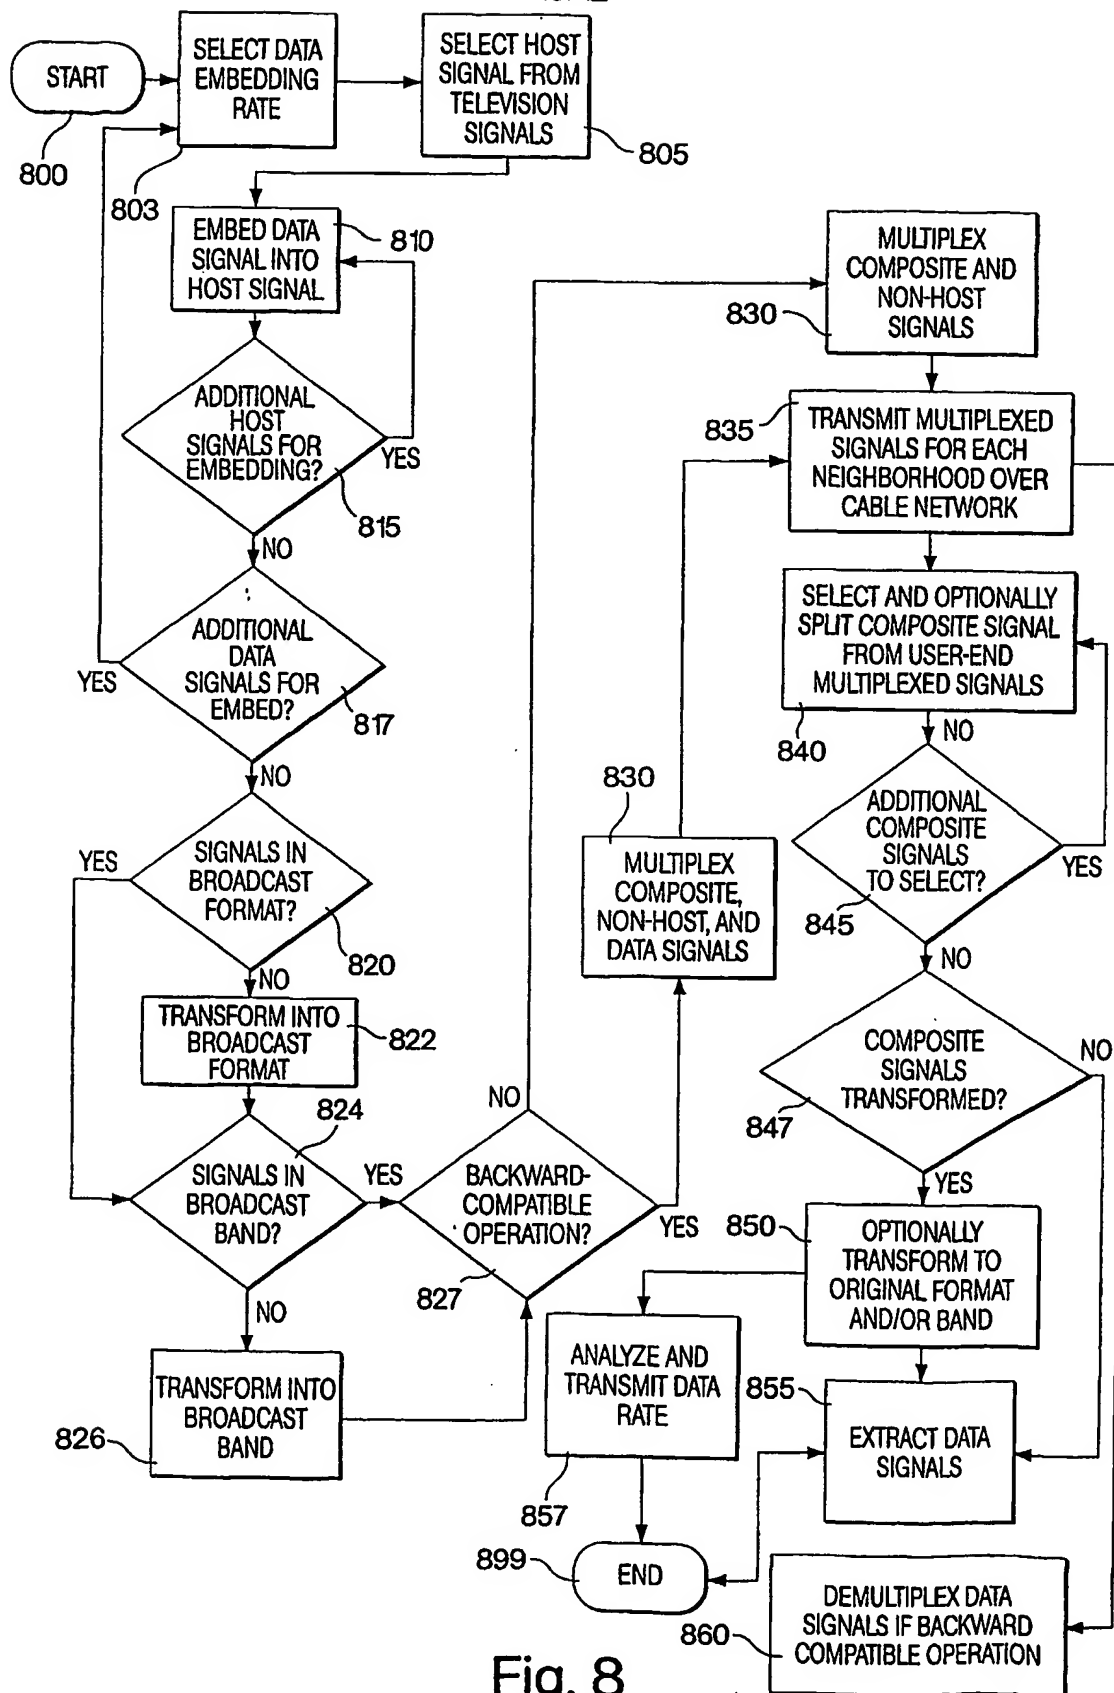 START
800
SELECT DATA
EMBEDDING
RATE
803
SELECT HOST
SIGNAL FROM
TELEVISION
SIGNALS
805
EMBED DATA
SIGNAL INTO
HOST SIGNAL
810
ADDITIONAL
HOST
SIGNALS FOR
EMBEDDING?
YES
815
NO
ADDITIONAL
DATA
SIGNALS FOR
EMBED?
YES
817
NO
SIGNALS IN
BROADCAST
FORMAT?
YES
820
NO
TRANSFORM INTO
BROADCAST
FORMAT
822
824
SIGNALS IN
BROADCAST
BAND?
YES
NO
TRANSFORM INTO
BROADCAST
BAND
826
NO
BACKWARD-
COMPATIBLE
OPERATION?
YES
827
830
MULTIPLEX
COMPOSITE,
NON-HOST, AND
DATA SIGNALS
MULTIPLEX
COMPOSITE AND
NON-HOST
SIGNALS
830
835
TRANSMIT MULTIPLEXED
SIGNALS FOR EACH
NEIGHBORHOOD OVER
CABLE NETWORK
SELECT AND OPTIONALLY
SPLIT COMPOSITE SIGNAL
FROM USER-END
MULTIPLEXED SIGNALS
840
NO
ADDITIONAL
COMPOSITE
SIGNALS
TO SELECT?
YES
845
NO
COMPOSITE
SIGNALS
TRANSFORMED?
NO
847
YES
850
OPTIONALLY
TRANSFORM TO
ORIGINAL FORMAT
AND/OR BAND
ANALYZE AND
TRANSMIT DATA
RATE
857
855
EXTRACT DATA
SIGNALS
899
END
DEMULTIPLEX DATA
SIGNALS IF BACKWARD
COMPATIBLE OPERATION
860
Fig. 8